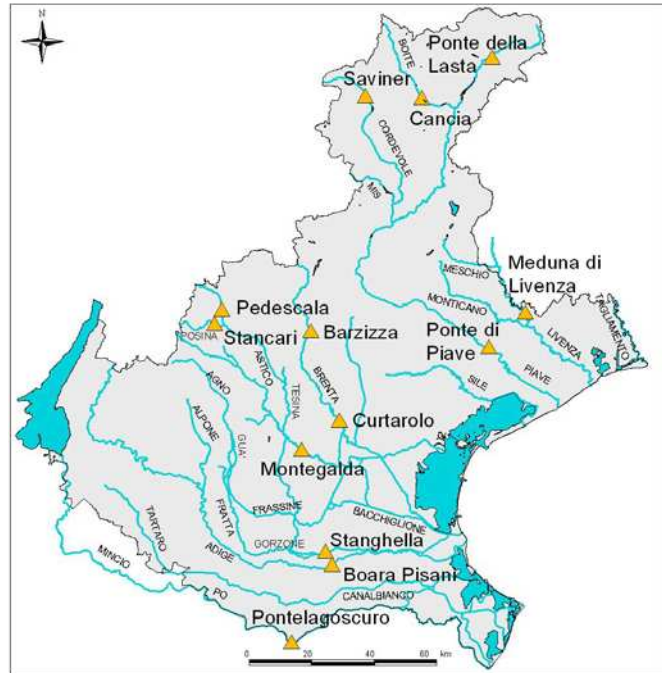 Ponte della
Lasta
BOITE
Saviner
Cancia
CORDEVOLE
MIS
MESCHIO
Meduna di
Livenza
MONTICANO
TAGLIAMENTO
Pedescala
POSINA
Stancari
Barzizza
Ponte di
Piave
LIVENZA
PIAVE
ASTICO
AGNO
TESINA
BRENTA
SILE
ALPONE
Curtarolo
GUA'
Montegalda
FRATTA
FRASSINE
BACCHIGLIONE
TARTARO
ADIGE
GORZONE
Stanghella
MINCIO
Boara Pisani
PO
CANALBIANCO
Pontelagoscuro
0 20 40 60
km